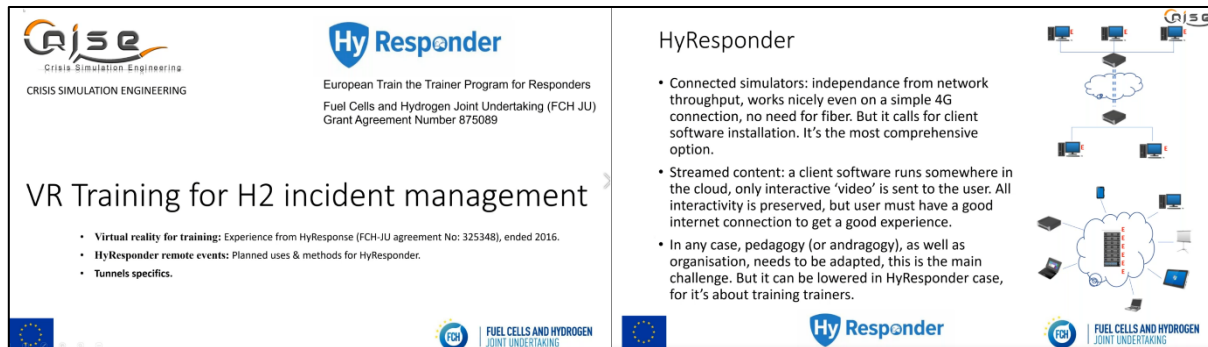 Crise
Crisis Simulation Engineering
CRISIS SIMULATION ENGINEERING
Hy Responder
European Train the Trainer Program for Responders
Fuel Cells and Hydrogen Joint Undertaking (FCH JU)
Grant Agreement Number 875089
VR Training for H2 incident management
• Virtual reality for training: Experience from HyResponse (FCH-JU agreement No: 325348), ended 2016.
• HyResponder remote events: Planned uses & methods for HyResponder.
• Tunnels specifics.
FCH
FUEL CELLS AND HYDROGEN
JOINT UNDERTAKING
Crise
HyResponder
• Connected simulators: independance from network
throughput, works nicely even on a simple 4G
connection, no need for fiber. But it calls for client
software installation. It's the most comprehensive
option.
• Streamed content: a client software runs somewhere in
the cloud, only interactive 'video' is sent to the user. All
interactivity is preserved, but user must have a good
internet connection to get a good experience.
• In any case, pedagogy (or andragogy), as well as
organisation, needs to be adapted, this is the main
challenge. But it can be lowered in HyResponder case,
for it's about training trainers.
E
E
E
E
E
E
E
E
E
E
E
Hy Responder
FCH
FUEL CELLS AND HYDROGEN
JOINT UNDERTAKING